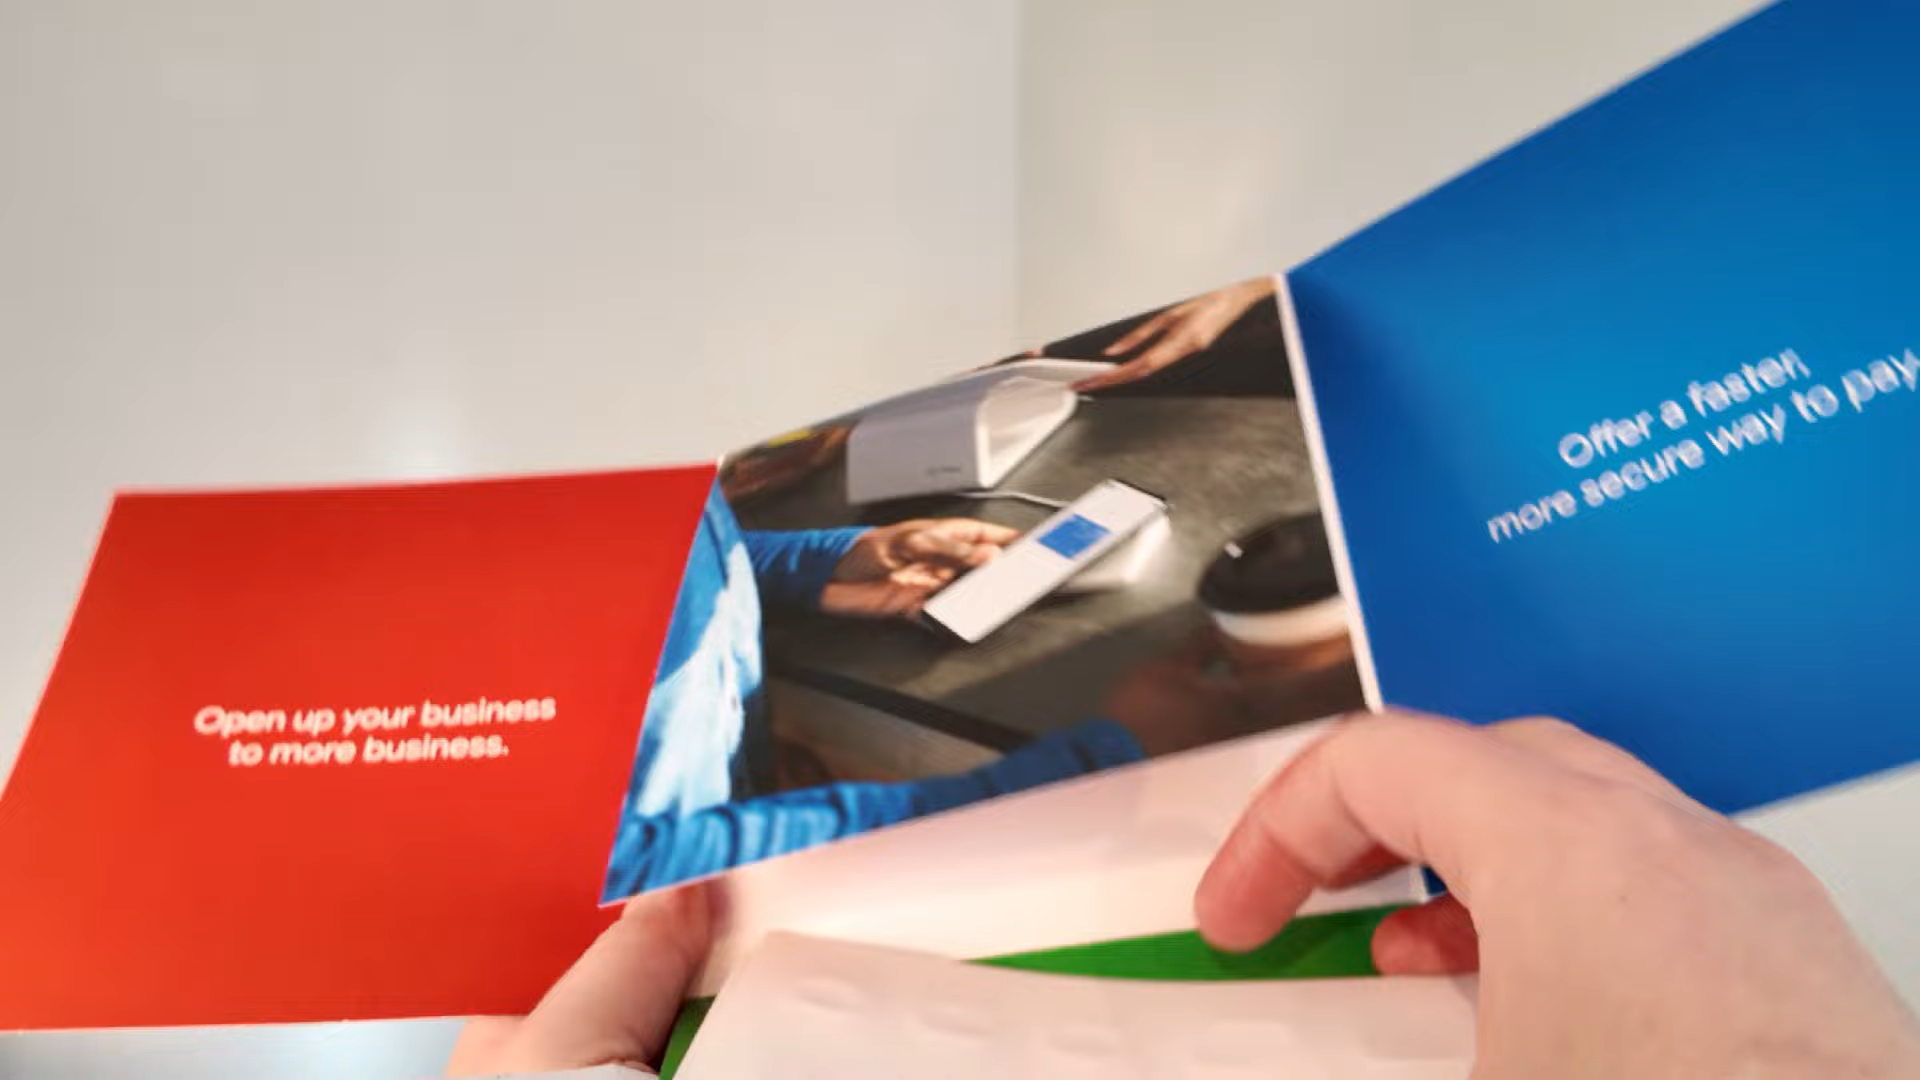 Open up your business
to more business.
Offer a faster,
more secure way to pay